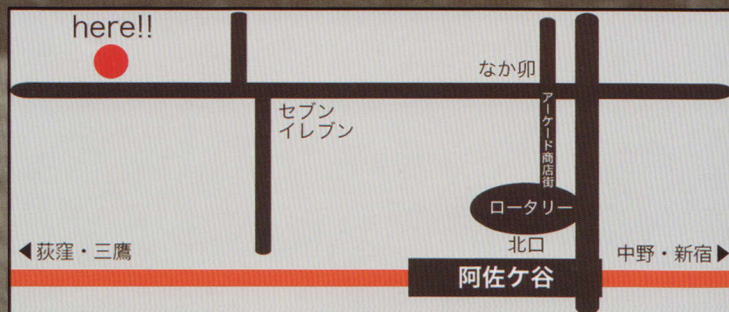 here!!
なか卯
セブン
イレブン
アーケード商店街
ロータリー
北口
◀荻窪・三鷹
中野・新宿▶
阿佐ケ谷